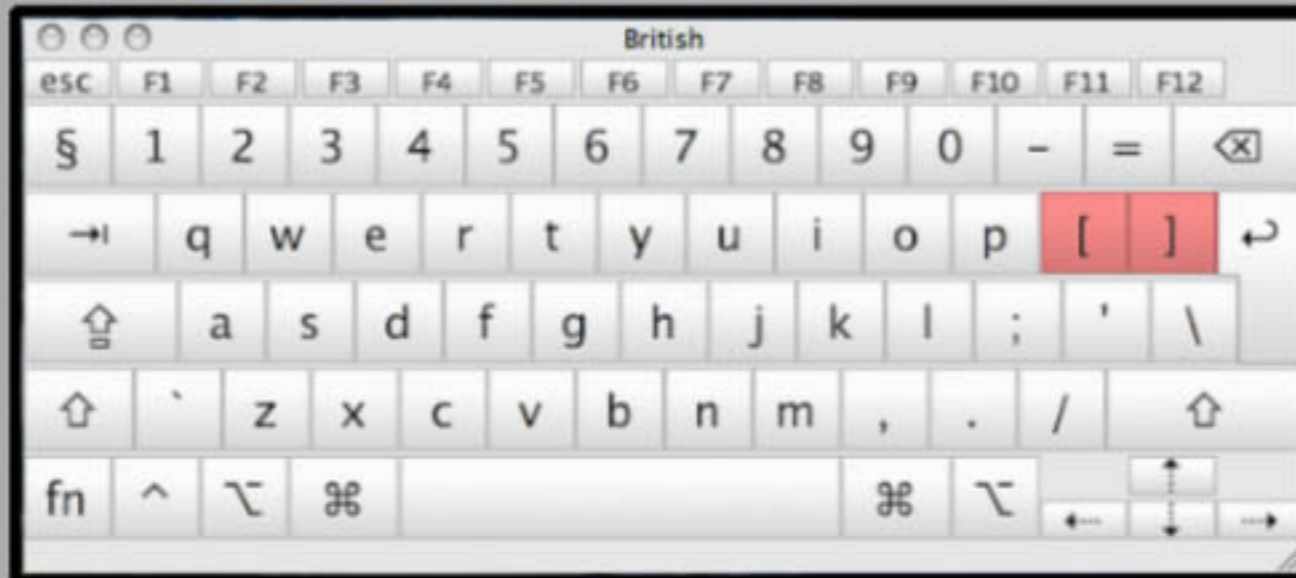 British
esc F1 F2 F3 F4 F5 F6 F7 F8 F9 F10 F11 F12
§ 1 2 3 4 5 6 7 8 9 0 - = ⌫
⇥ q w e r t y u i o p [ ] ↩
⇪ a s d f g h j k l ; ' \
⇧ ` z x c v b n m , . / ⇧
fn ^ ⌥ ⌘ ⌘ ⌥ ← ↑ ↓ →